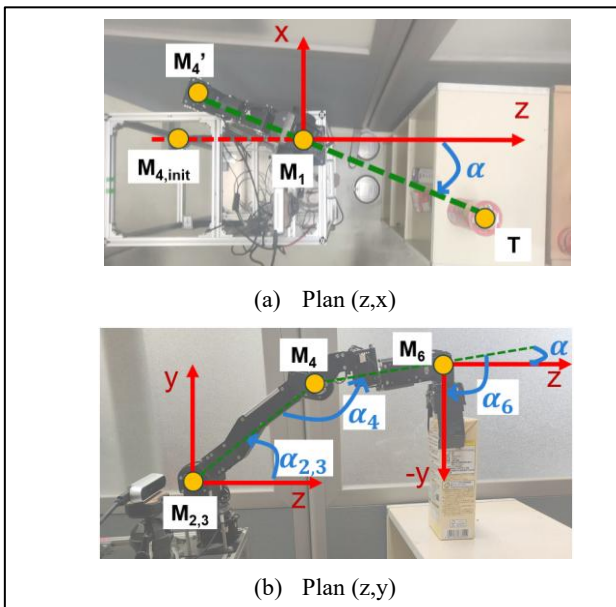 x
M4'
z
M4,init
M1
α
T
(a) Plan (z,x)
y
M4
M6
α
z
α4
α6
α2,3
z
-y
M2,3
(b) Plan (z,y)